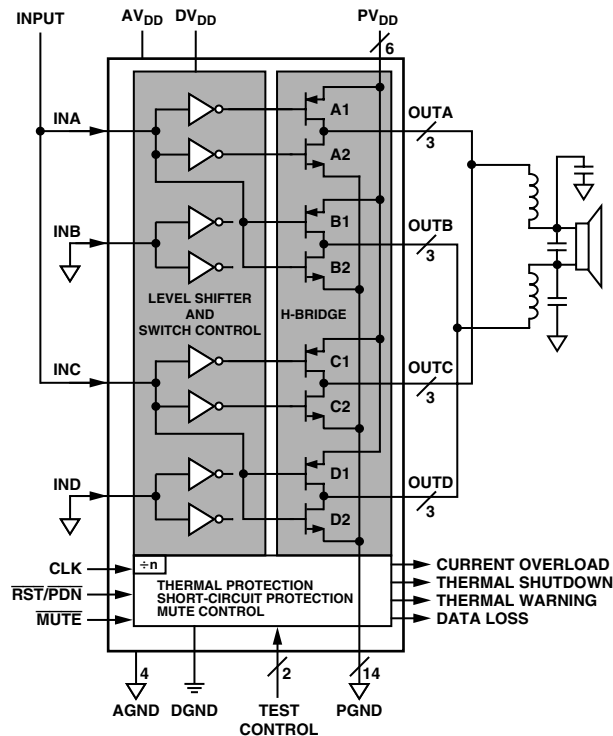 INPUT
AVDD
DVDD
PVDD
6
INA
A1
OUTA
3
A2
INB
B1
OUTB
3
B2
LEVEL SHIFTER
AND
SWITCH CONTROL
H-BRIDGE
INC
C1
OUTC
3
C2
IND
D1
OUTD
3
D2
CLK
÷n
RST/PDN
MUTE
THERMAL PROTECTION
SHORT-CIRCUIT PROTECTION
MUTE CONTROL
CURRENT OVERLOAD
THERMAL SHUTDOWN
THERMAL WARNING
DATA LOSS
4
2
14
AGND
DGND
TEST
CONTROL
PGND